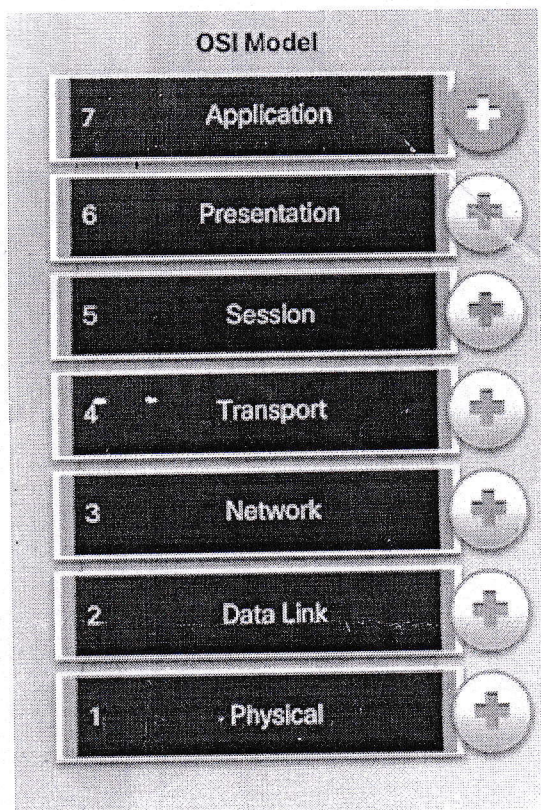 OSI Model
7 Application
6 Presentation
5 Session
4 Transport
3 Network
2 Data Link
1 Physical